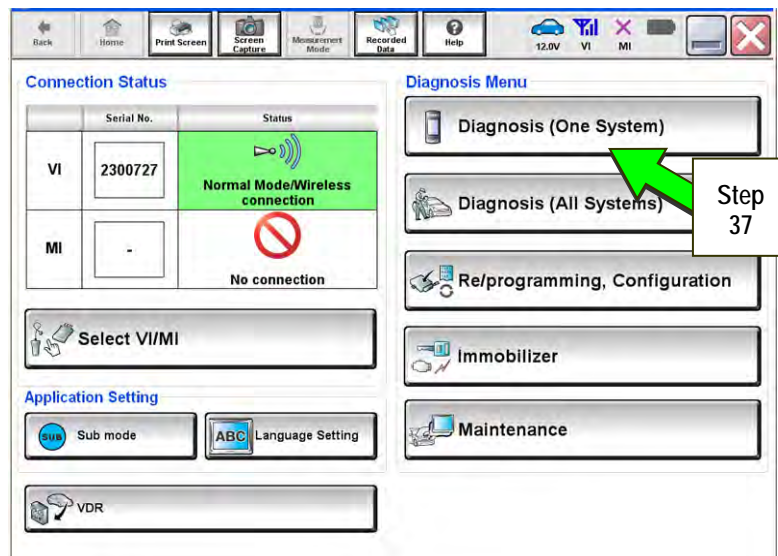 Back
Home
Print Screen
Screen
Capture
Measurement
Mode
Recorded
Data
Help
12.0V
VI
MI
Connection Status
Serial No.
Status
VI
2300727
Normal Mode/Wireless
connection
MI
-
No connection
Select VI/MI
Application Setting
SUB
Sub mode
ABC
Language Setting
VDR
Diagnosis Menu
Diagnosis (One System)
Diagnosis (All Systems)
Re/programming, Configuration
Immobilizer
Maintenance
Step
37